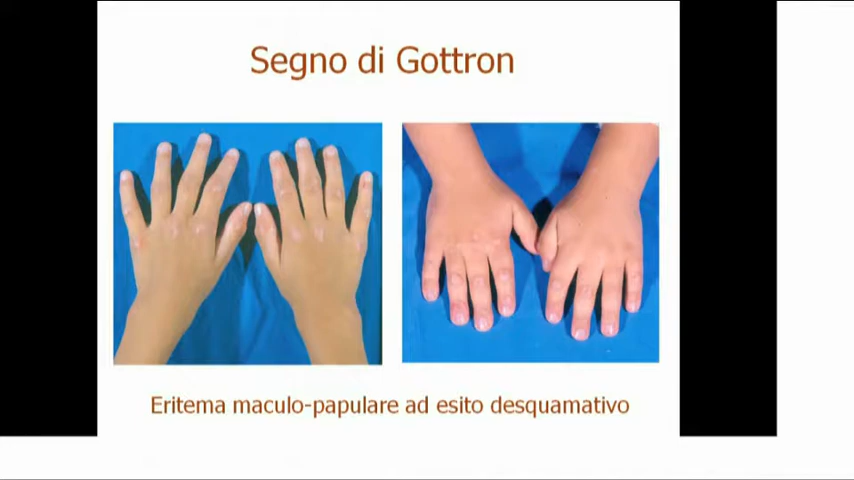 Segno di Gottron
Eritema maculo-papulare ad esito desquamativo